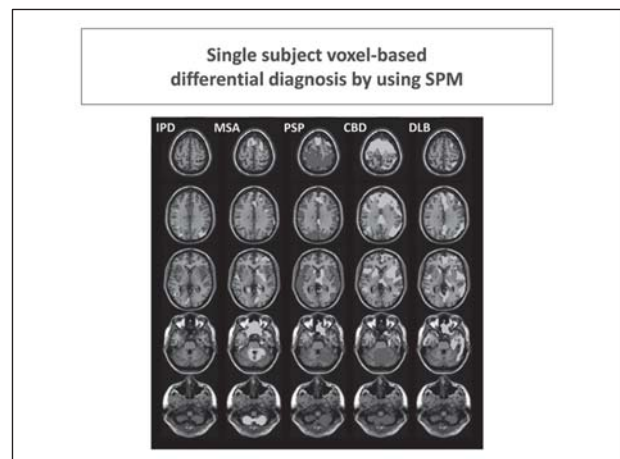 Single subject voxel-based
differential diagnosis by using SPM
IPD MSA PSP CBD DLB